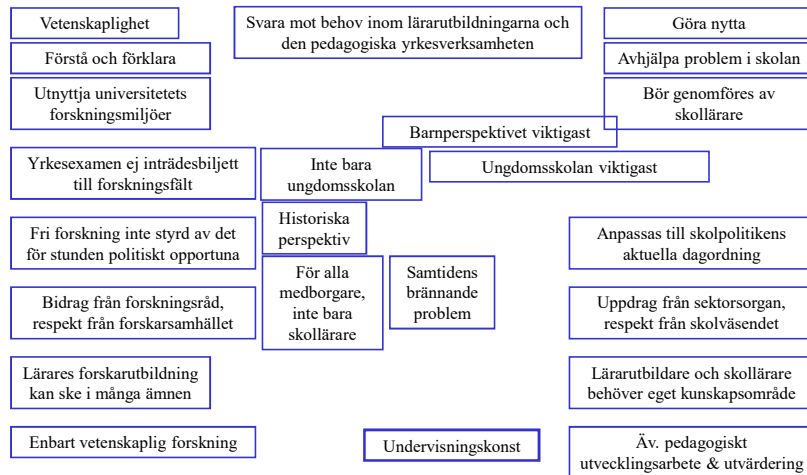 Vetenskaplighet
Svara mot behov inom lärarutbildningarna och
den pedagogiska yrkesverksamheten
Göra nytta
Förstå och förklara
Avhjälpa problem i skolan
Utnyttja universitetets
forskningsmiljöer
Bör genomföres av
skollärare
Barnperspektivet viktigast
Yrkesexamen ej inträdesbiljett
till forskningsfält
Inte bara
ungdomsskolan
Ungdomsskolan viktigast
Historiska
perspektiv
Fri forskning inte styrd av det
för stunden politiskt opportuna
Anpassas till skolpolitikens
aktuella dagordning
För alla
medborgare,
inte bara
skollärare
Samtidens
brännande
problem
Bidrag från forskningsråd,
respekt från forskarsamhället
Uppdrag från sektorsorgan,
respekt från skolväsendet
Lärares forskarutbildning
kan ske i många ämnen
Lärarutbildare och skollärare
behöver eget kunskapsområde
Enbart vetenskaplig forskning
Undervisningskonst
Äv. pedagogiskt
utvecklingsarbete & utvärdering